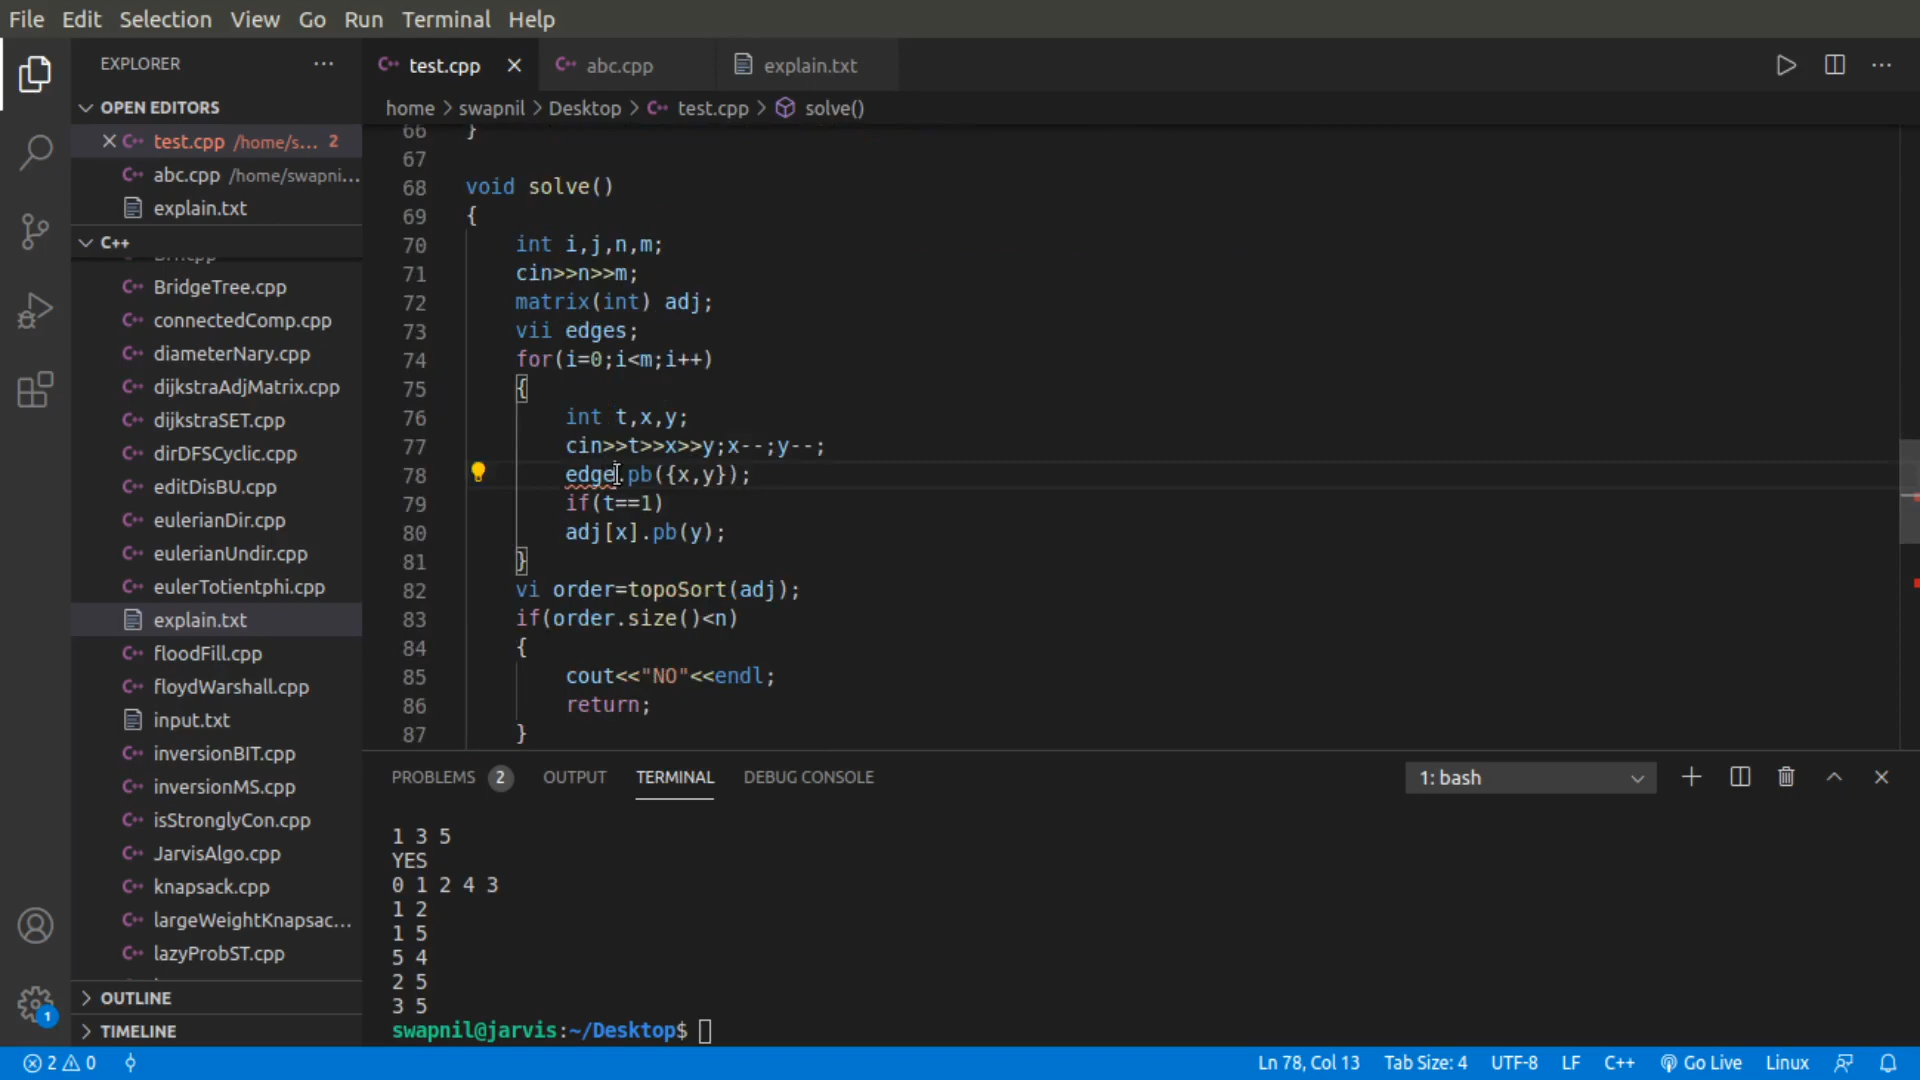 File Edit Selection View Go Run Terminal Help
EXPLORER ...
test.cpp
abc.cpp
explain.txt
home > swapnil > Desktop > test.cpp > solve()
OPEN EDITORS
test.cpp /home/s... 2
abc.cpp /home/swapni...
explain.txt
C++
BridgeTree.cpp
connectedComp.cpp
diameterNary.cpp
dijkstraAdjMatrix.cpp
dijkstraSET.cpp
dirDFSCyclic.cpp
editDisBU.cpp
eulerianDir.cpp
eulerianUndir.cpp
eulerTotientphi.cpp
explain.txt
floodFill.cpp
floydWarshall.cpp
input.txt
inversionBIT.cpp
inversionMS.cpp
isStronglyCon.cpp
JarvisAlgo.cpp
knapsack.cpp
largeWeightKnapsac...
lazyProbST.cpp
OUTLINE
TIMELINE
1
66 }
67
68 void solve()
69 {
70 int i,j,n,m;
71 cin>>n>>m;
72 matrix(int) adj;
73 vii edges;
74 for(i=0;i<m;i++)
75 {
76 int t,x,y;
77 cin>>t>>x>>y;x--;y--;
78 edge.pb({x,y});
79 if(t==1)
80 adj[x].pb(y);
81 }
82 vi order=topoSort(adj);
83 if(order.size()<n)
84 {
85 cout<<"NO"<<endl;
86 return;
87 }
PROBLEMS 2 OUTPUT TERMINAL DEBUG CONSOLE 1: bash
1 3 5
YES
0 1 2 4 3
1 2
1 5
5 4
2 5
3 5
swapnil@jarvis:~/Desktop$
2 0 Ln 78, Col 13 Tab Size: 4 UTF-8 LF C++ Go Live Linux